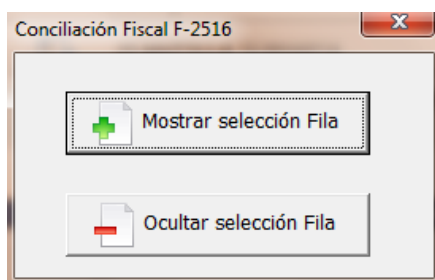 Conciliación Fiscal F-2516
Mostrar selección Fila
Ocultar selección Fila